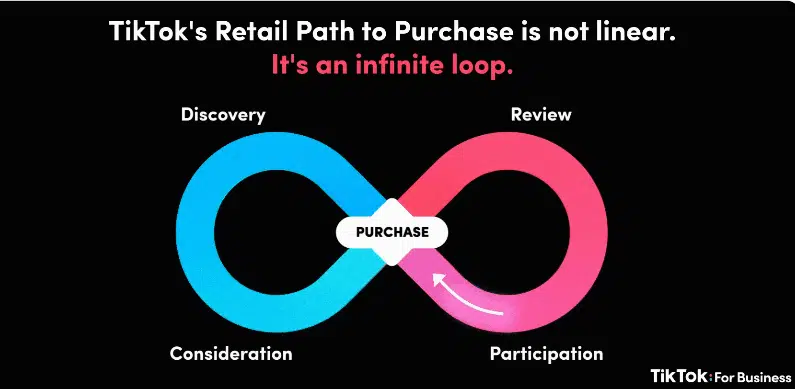 TikTok's Retail Path to Purchase is not linear.
It's an infinite loop.
Discovery
Review
PURCHASE
Consideration
Participation
TikTok: For Business